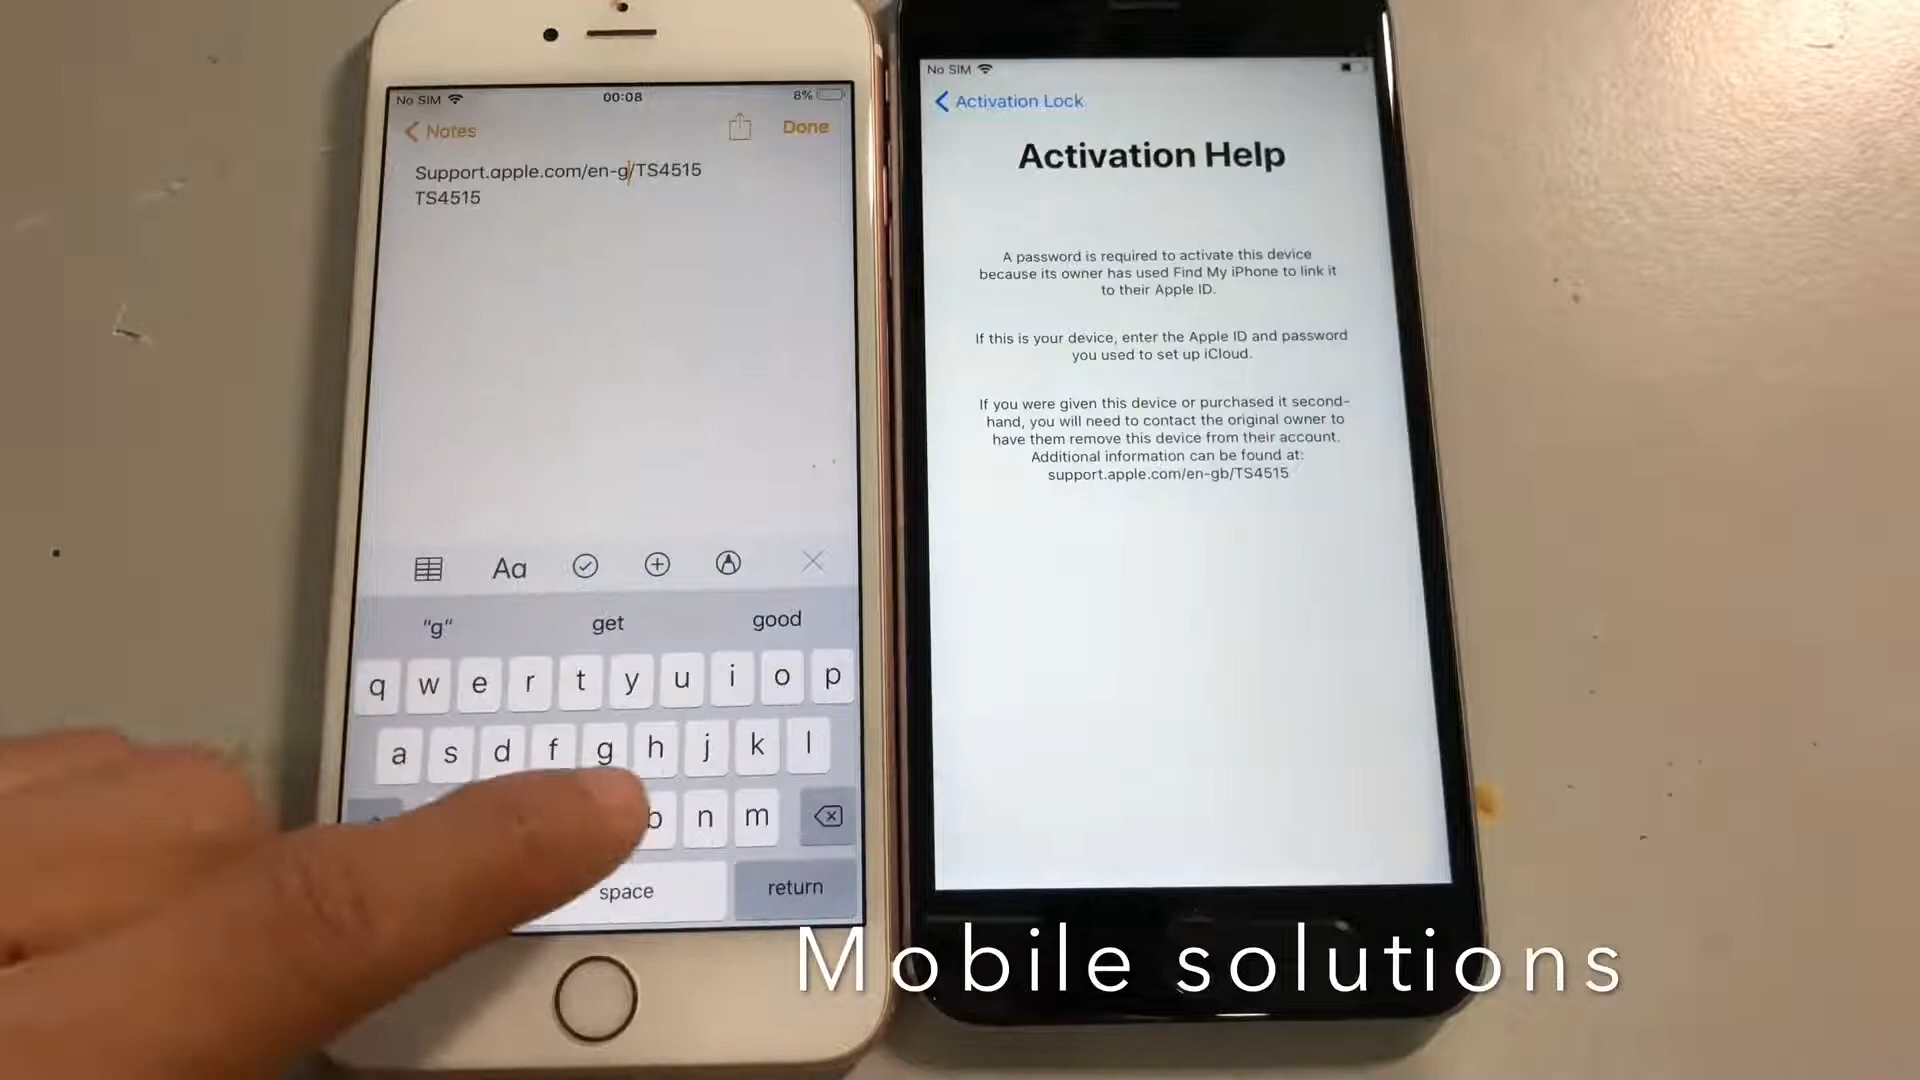 No SIM
00:08
8%
Notes
Done
Support.apple.com/en-g/TS4515
TS4515
Aa
"g"
get
good
q w e r t y u i o p
a s d f g h j k l
b n m
space
return
No SIM
Activation Lock
Activation Help
A password is required to activate this device
because its owner has used Find My iPhone to link it
to their Apple ID.
If this is your device, enter the Apple ID and password
you used to set up iCloud.
If you were given this device or purchased it second-
hand, you will need to contact the original owner to
have them remove this device from their account.
Additional information can be found at:
support.apple.com/en-gb/TS4515
Mobile solutions